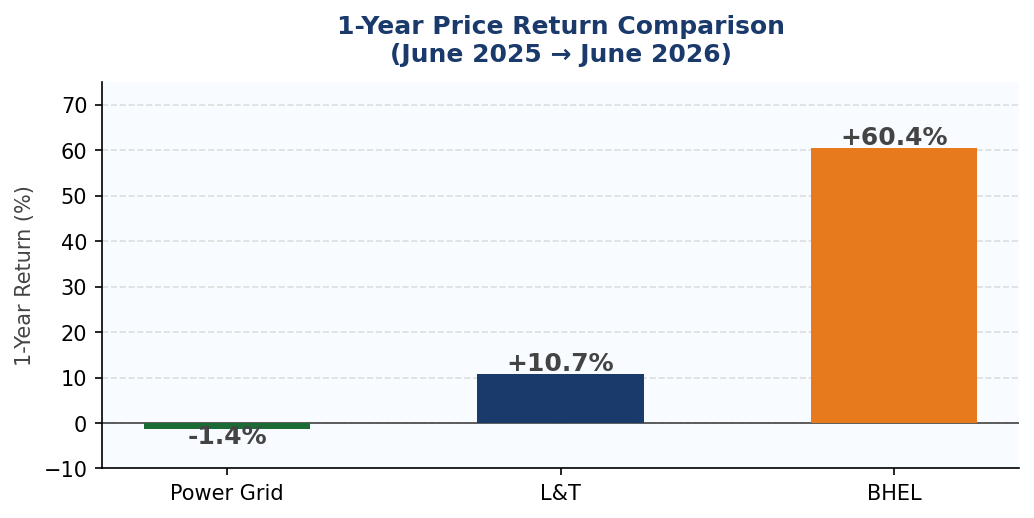 1-Year Price Return Comparison
(June 2025 → June 2026)
1-Year Return (%)
70
60
50
40
30
20
10
0
−10
-1.4%
+10.7%
+60.4%
Power Grid
L&T
BHEL